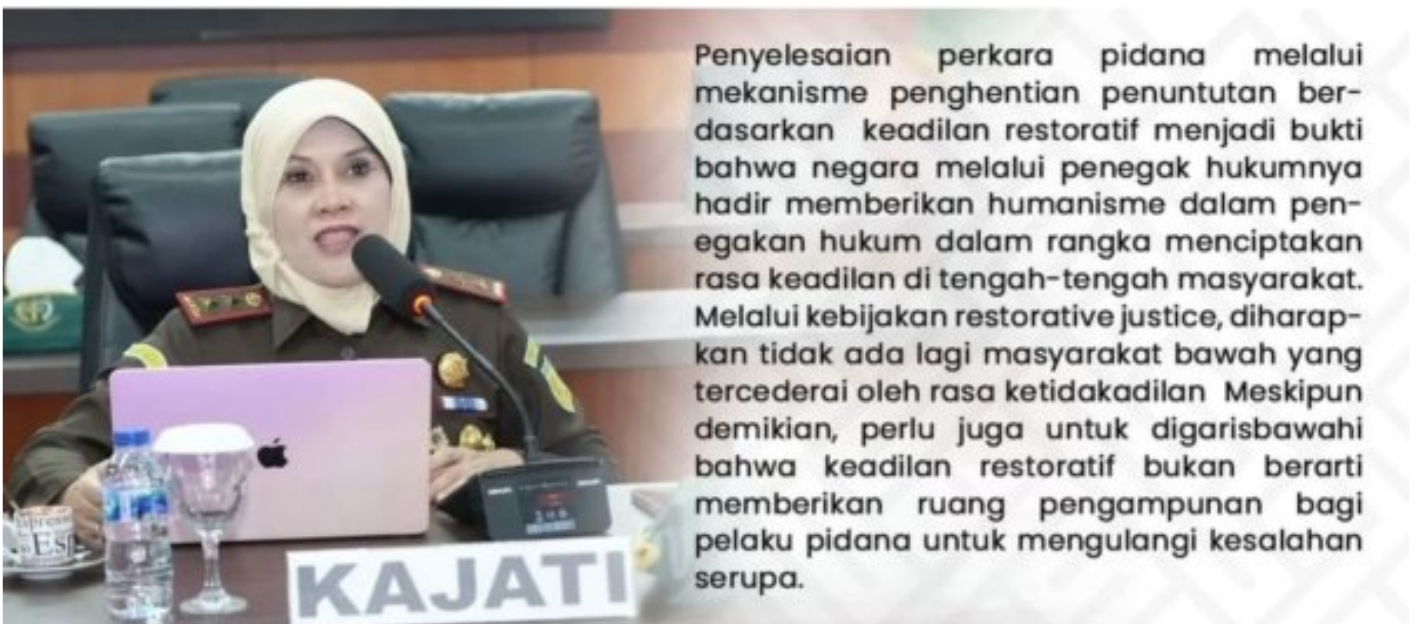 Penyelesaian perkara pidana melalui
mekanisme penghentian penuntutan ber-
dasarkan keadilan restoratif menjadi bukti
bahwa negara melalui penegak hukumnya
hadir memberikan humanisme dalam pen-
egakan hukum dalam rangka menciptakan
rasa keadilan di tengah-tengah masyarakat.
Melalui kebijakan restorative justice, diharap-
kan tidak ada lagi masyarakat bawah yang
tercederai oleh rasa ketidakadilan Meskipun
demikian, perlu juga untuk digarisbawahi
bahwa keadilan restoratif bukan berarti
memberikan ruang pengampunan bagi
pelaku pidana untuk mengulangi kesalahan
serupa.
KAJATI